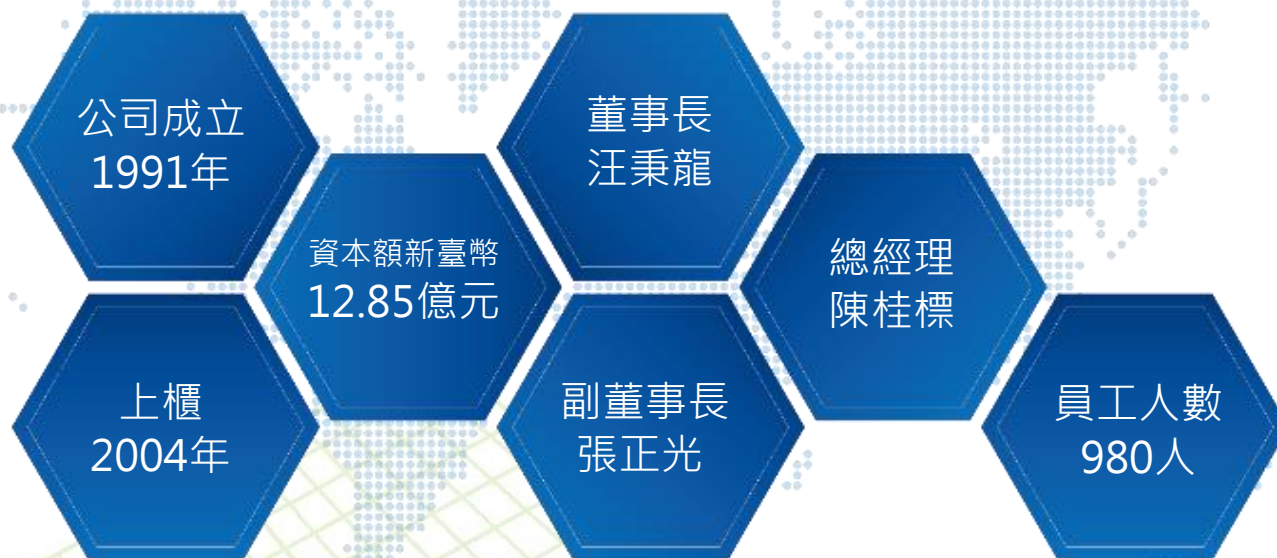 公司成立
1991年
董事長
汪秉龍
資本額新臺幣
12.85億元
總經理
陳桂標
上櫃
2004年
副董事長
張正光
員工人數
980人